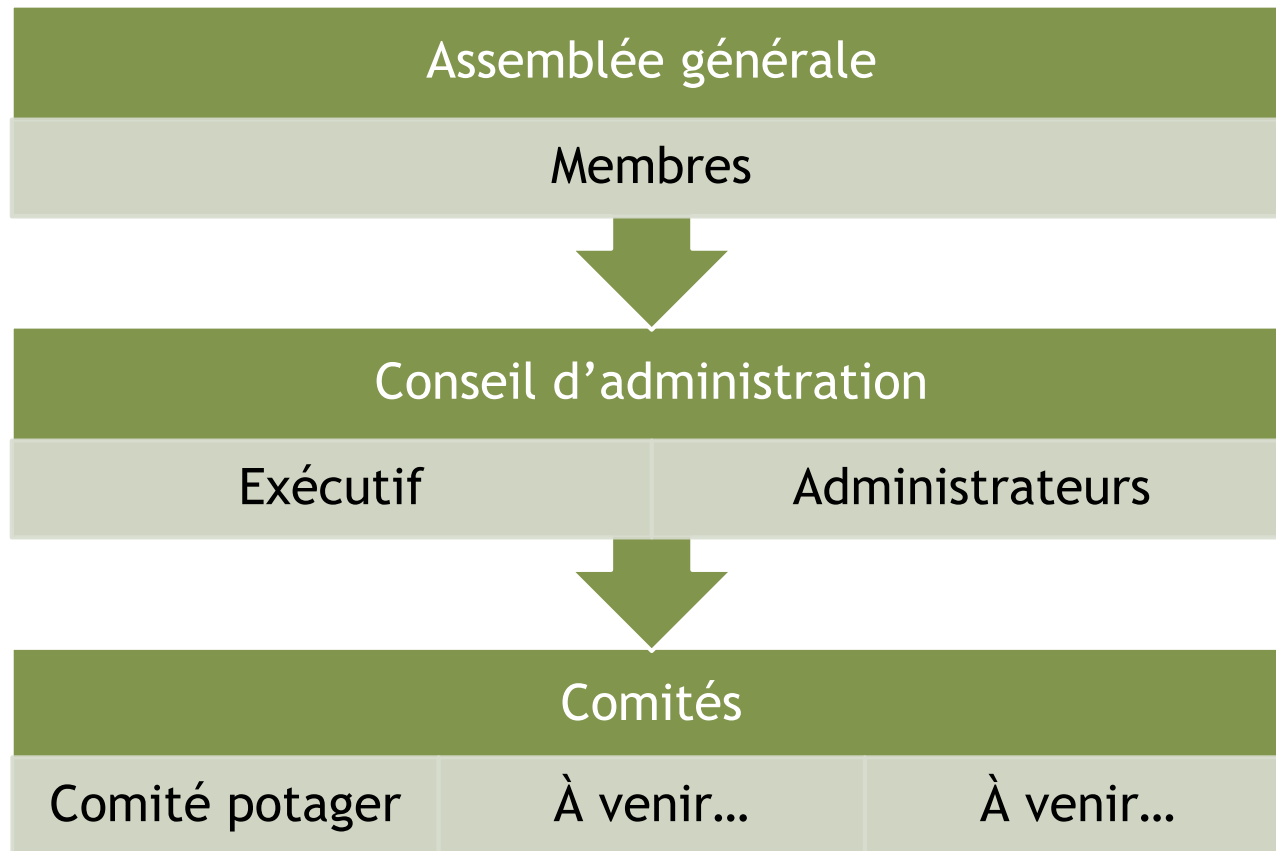 Assemblée générale
Membres
Conseil d’administration
Exécutif
Administrateurs
Comités
Comité potager
À venir…
À venir…